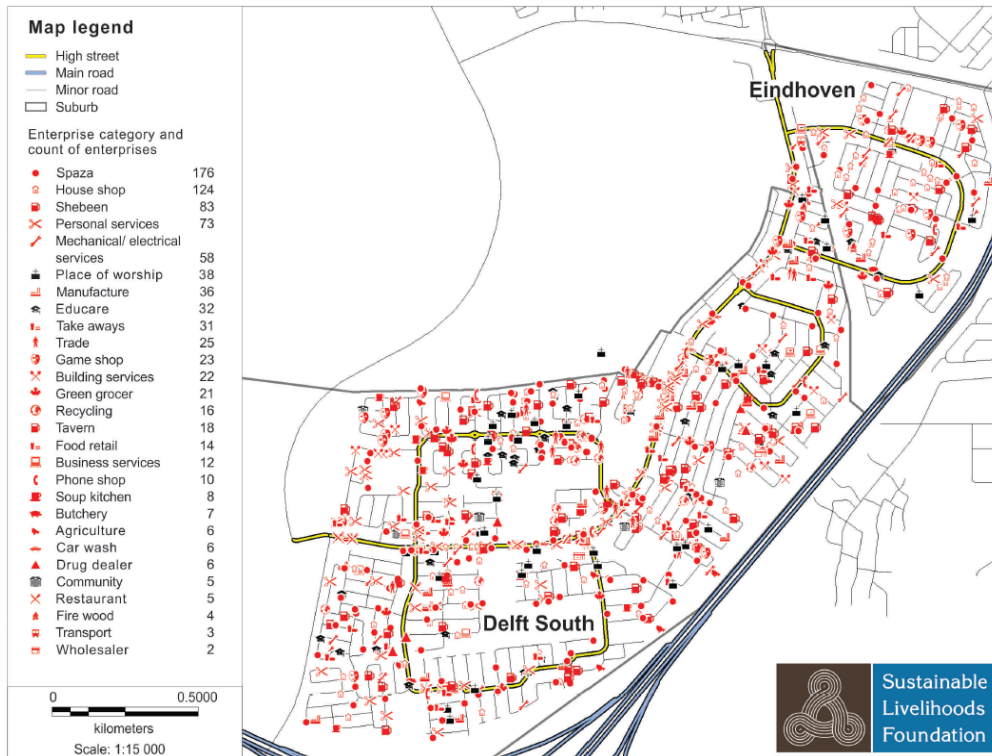 Map legend
High street
Main road
Minor road
Suburb
Enterprise category and
count of enterprises
Spaza 176
House shop 124
Shebeen 83
Personal services 73
Mechanical/ electrical
services 58
Place of worship 38
Manufacture 36
Educare 32
Take aways 31
Trade 25
Game shop 23
Building services 22
Green grocer 21
Recycling 16
Tavern 18
Food retail 14
Business services 12
Phone shop 10
Soup kitchen 8
Butchery 7
Agriculture 6
Car wash 6
Drug dealer 6
Community 5
Restaurant 5
Fire wood 4
Transport 3
Wholesaler 2
0 0.5000
kilometers
Scale: 1:15 000
Eindhoven
Delft South
Sustainable
Livelihoods
Foundation